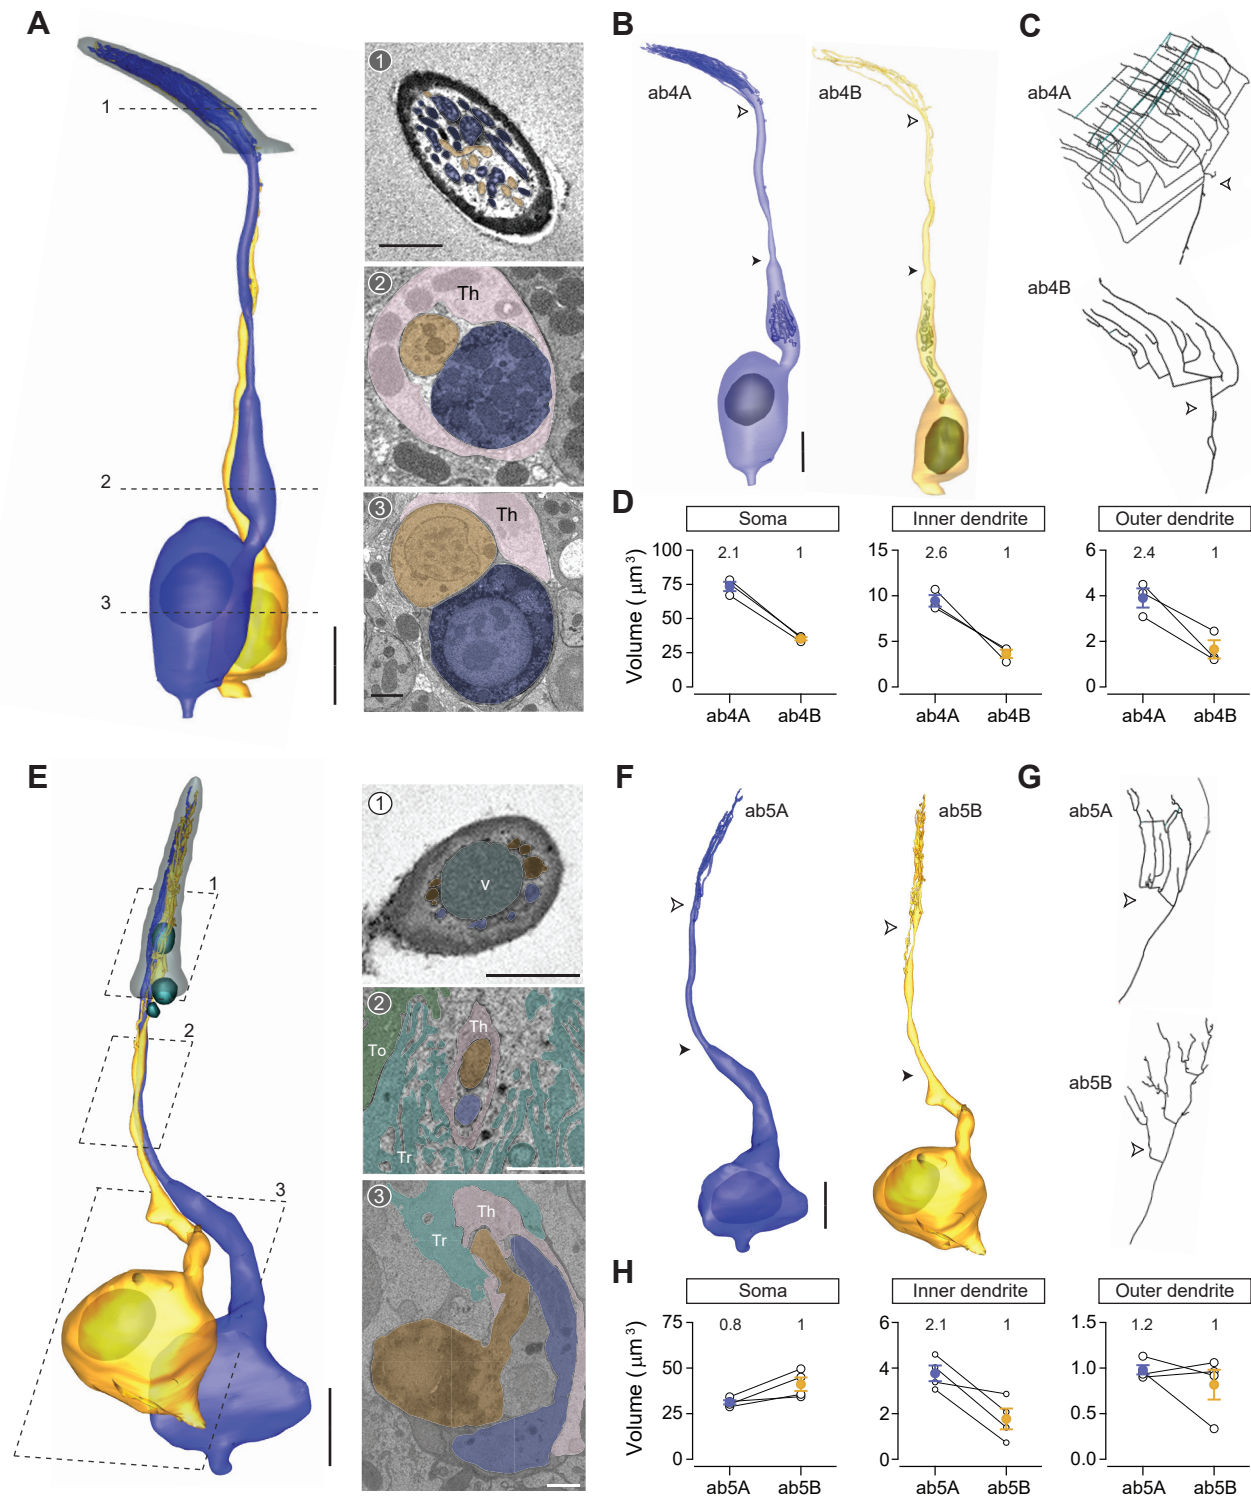 A
1
2
3
1
2
Th
3
Th
B
ab4A
ab4B
C
ab4A
ab4B
D
Soma
Inner dendrite
Outer dendrite
Volume ( μm³)
100
75
50
25
0
2.1
1
ab4A
ab4B
15
10
5
0
2.6
1
ab4A
ab4B
6
4
2
0
2.4
1
ab4A
ab4B
E
1
2
3
1
v
2
Th
To
Tr
3
Th
Tr
F
ab5A
ab5B
G
ab5A
ab5B
H
Soma
Inner dendrite
Outer dendrite
Volume ( μm³)
75
50
25
0
0.8
1
ab5A
ab5B
6
4
2
0
2.1
1
ab5A
ab5B
1.5
1.0
0.5
0.0
1.2
1
ab5A
ab5B